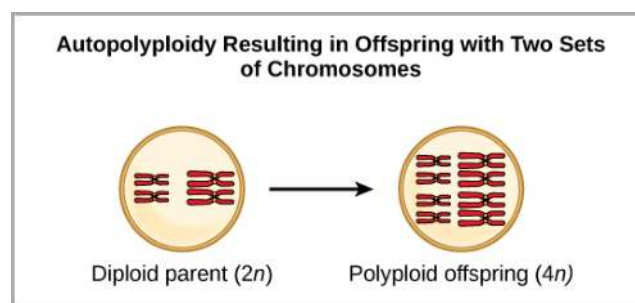 Autopolyploidy Resulting in Offspring with Two Sets
of Chromosomes
Diploid parent (2n)
Polyploid offspring (4n)